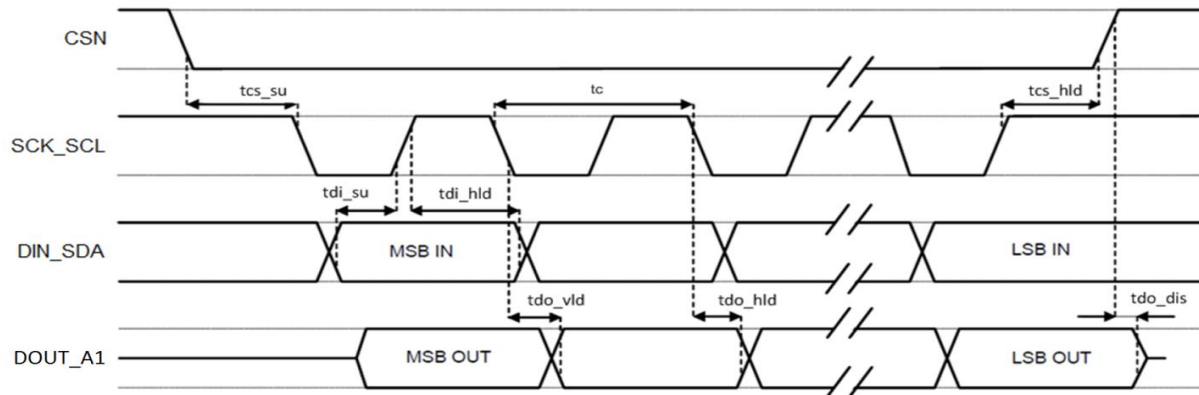 CSN
tcs_su
tc
tcs_hld
SCK_SCL
tdi_su
tdi_hld
DIN_SDA
MSB IN
LSB IN
tdo_vld
tdo_hld
tdo_dis
DOUT_A1
MSB OUT
LSB OUT